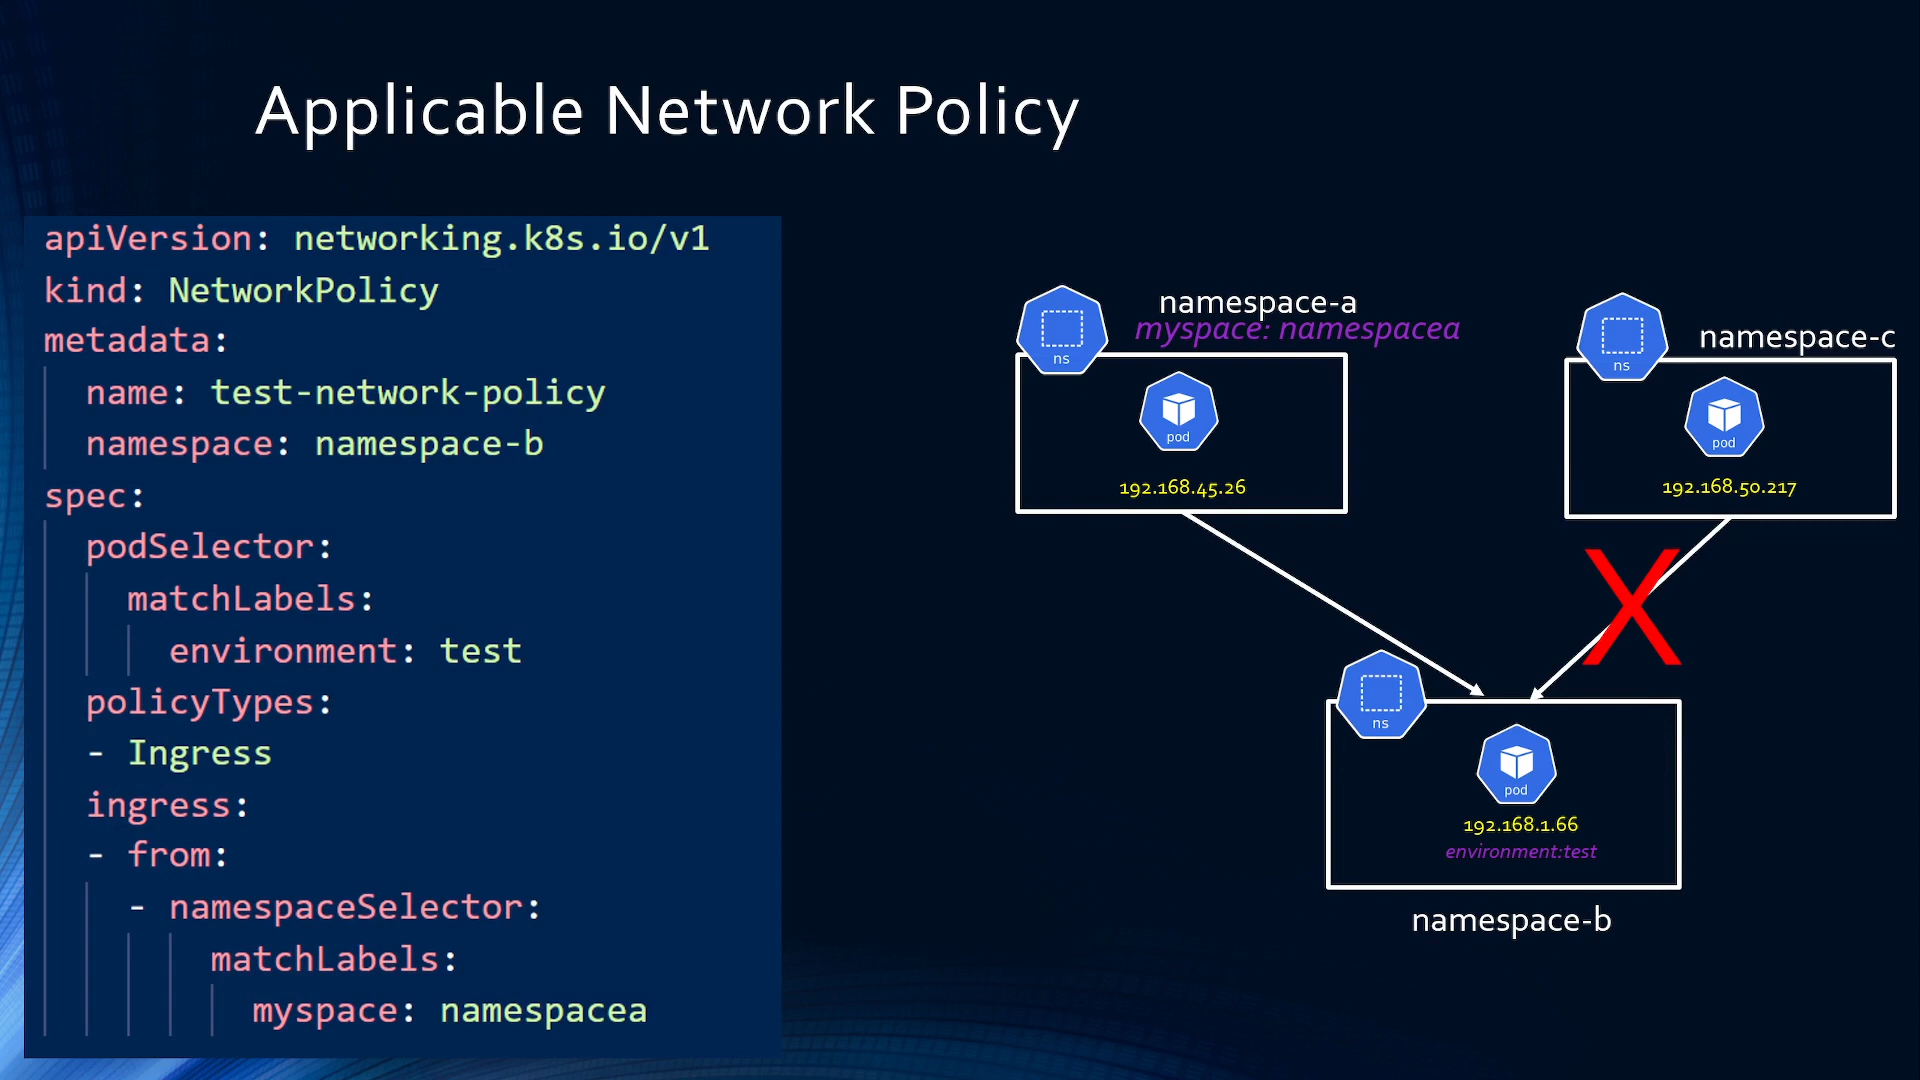 Applicable Network Policy
apiVersion: networking.k8s.io/v1
kind: NetworkPolicy
metadata:
  name: test-network-policy
  namespace: namespace-b
spec:
  podSelector:
    matchLabels:
      environment: test
  policyTypes:
  - Ingress
  ingress:
  - from:
    - namespaceSelector:
        matchLabels:
          myspace: namespacea
namespace-a
myspace: namespacea
ns
pod
192.168.45.26
namespace-c
ns
pod
192.168.50.217
X
ns
pod
192.168.1.66
environment:test
namespace-b